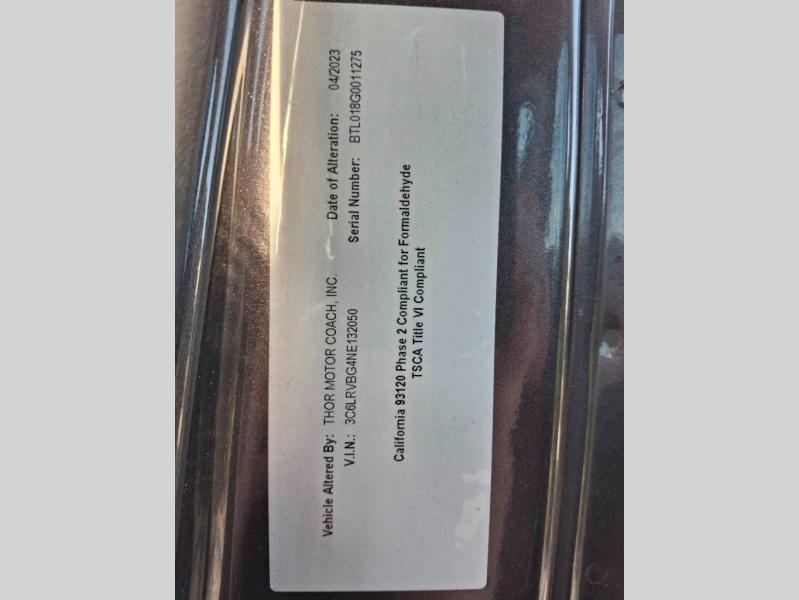 Vehicle Altered By: THOR MOTOR COACH, INC. Date of Alteration: 04/2023
V.I.N.: 3C6LRVBG4NE132050 Serial Number: BTL018G0011275
California 93120 Phase 2 Compliant for Formaldehyde
TSCA Title VI Compliant